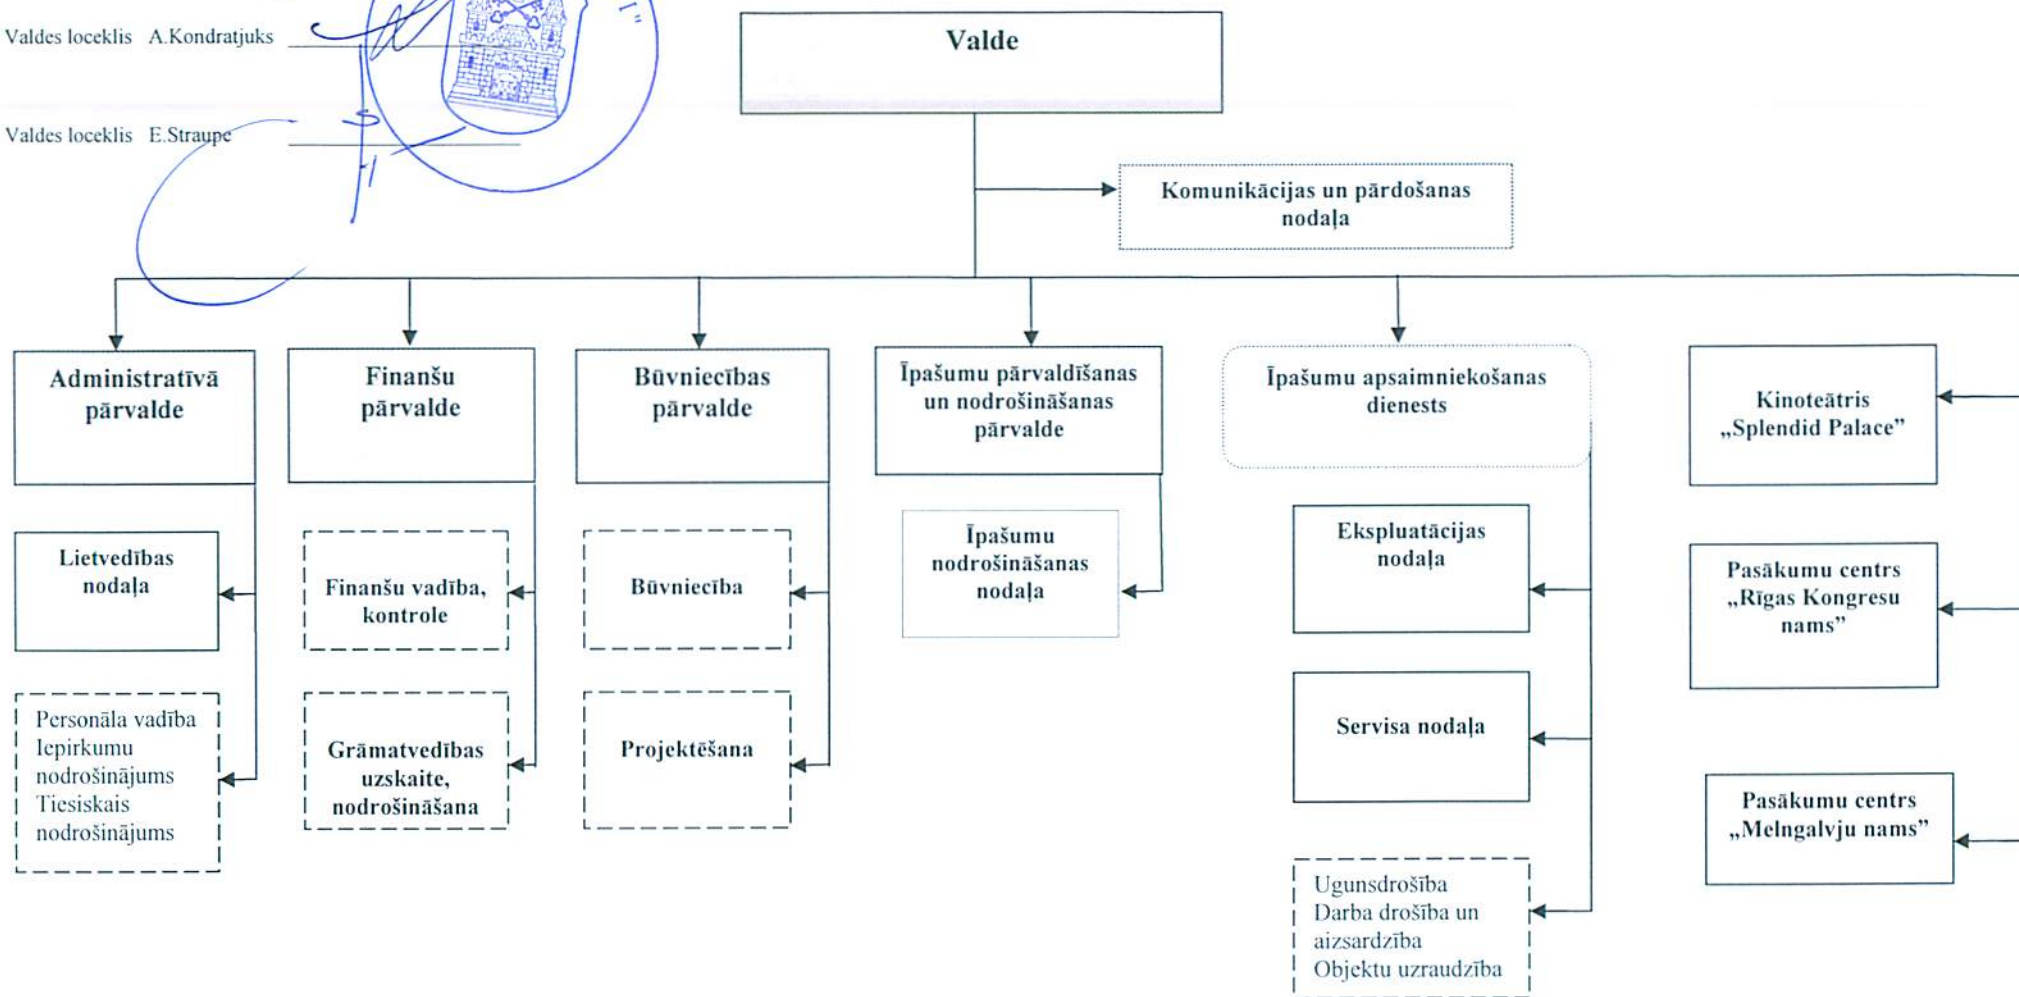 Valdes loceklis A.Kondratjuks
Valdes loceklis E.Straupe
Valde
Komunikācijas un pārdošanas
nodaļa
Administratīvā
pārvalde
Finanšu
pārvalde
Būvniecības
pārvalde
Īpašumu pārvaldīšanas
un nodrošināšanas
pārvalde
Īpašumu apsaimniekošanas
dienests
Kinoteātris
„Splendid Palace”
Lietvedības
nodaļa
Finanšu vadība,
kontrole
Būvniecība
Īpašumu
nodrošināšanas
nodaļa
Ekspluatācijas
nodaļa
Pasākumu centrs
„Rīgas Kongresu
nams”
Personāla vadība
Iepirkumu
nodrošinājums
Tiesiskais
nodrošinājums
Grāmatvedības
uzskaite,
nodrošināšana
Projektēšana
Servisa nodaļa
Pasākumu centrs
„Melngalvju nams”
Ugunsdrošība
Darba drošība un
aizsardzība
Objektu uzraudzība